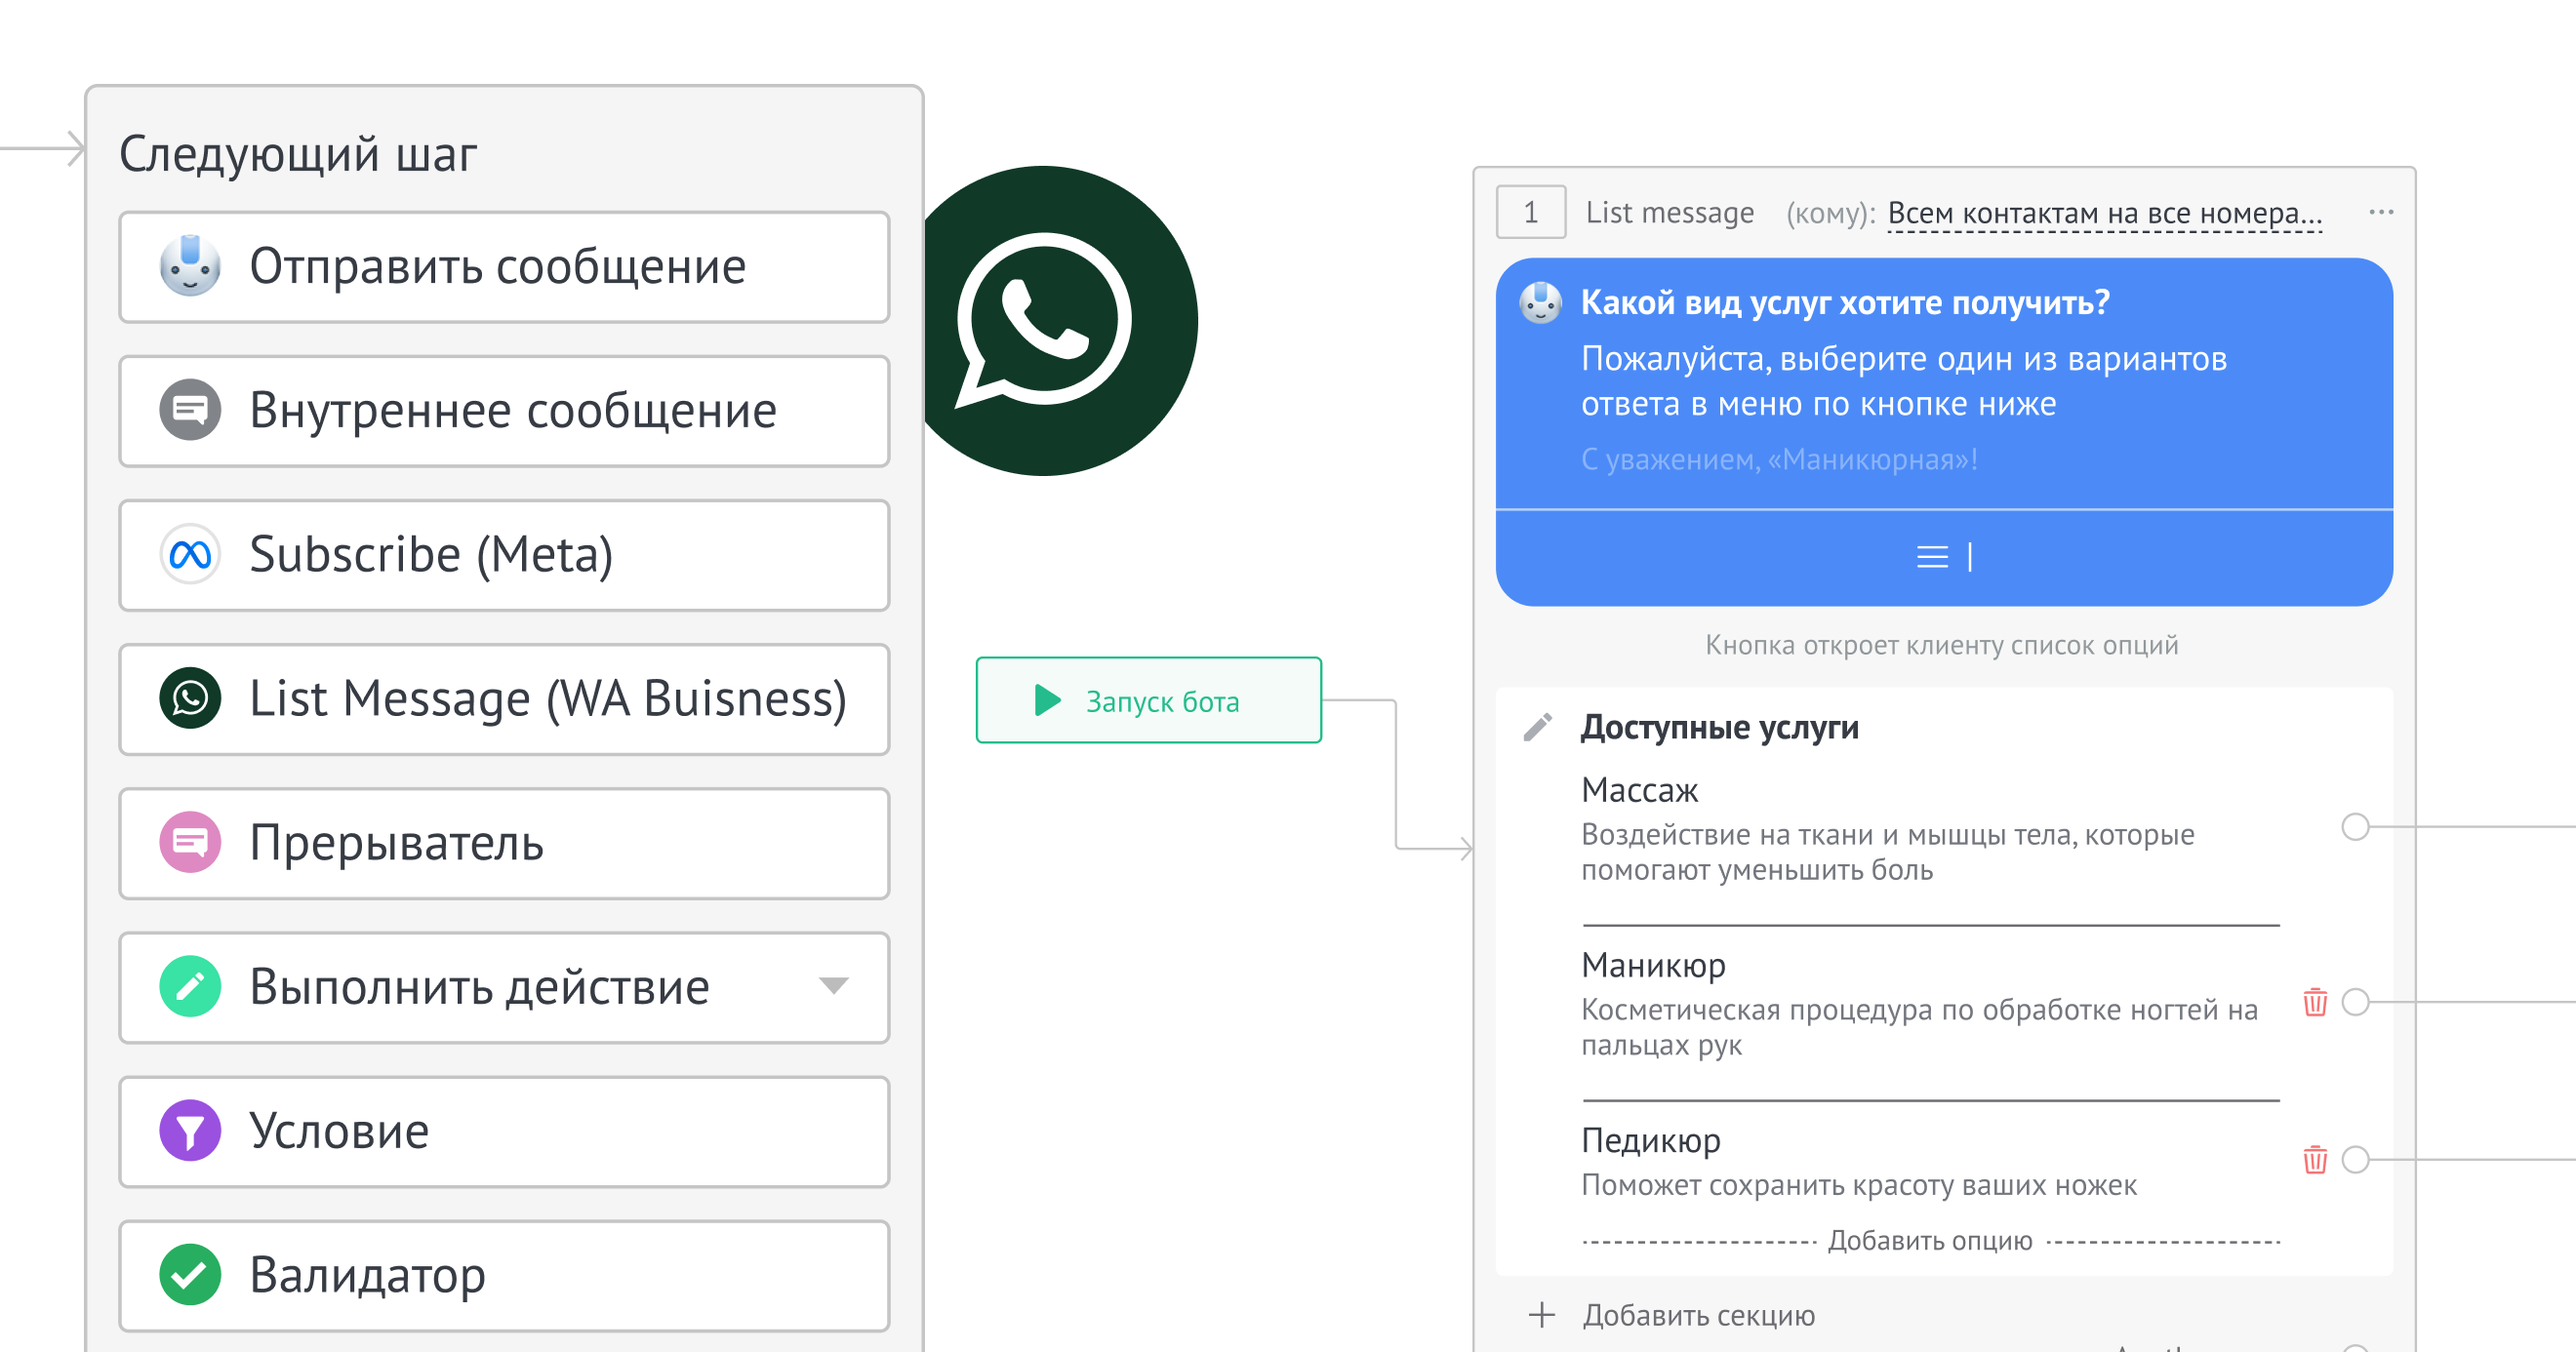 Следующий шаг
Отправить сообщение
Внутреннее сообщение
Subscribe (Meta)
List Message (WA Buisness)
Прерыватель
Выполнить действие
Условие
Валидатор
Запуск бота
1 List message (кому): Всем контактам на все номера...
Какой вид услуг хотите получить?
Пожалуйста, выберите один из вариантов
ответа в меню по кнопке ниже
С уважением, «Маникюрная»!
Кнопка откроет клиенту список опций
Доступные услуги
Массаж
Воздействие на ткани и мышцы тела, которые
помогают уменьшить боль
Маникюр
Косметическая процедура по обработке ногтей на
пальцах рук
Педикюр
Поможет сохранить красоту ваших ножек
Добавить опцию
Добавить секцию